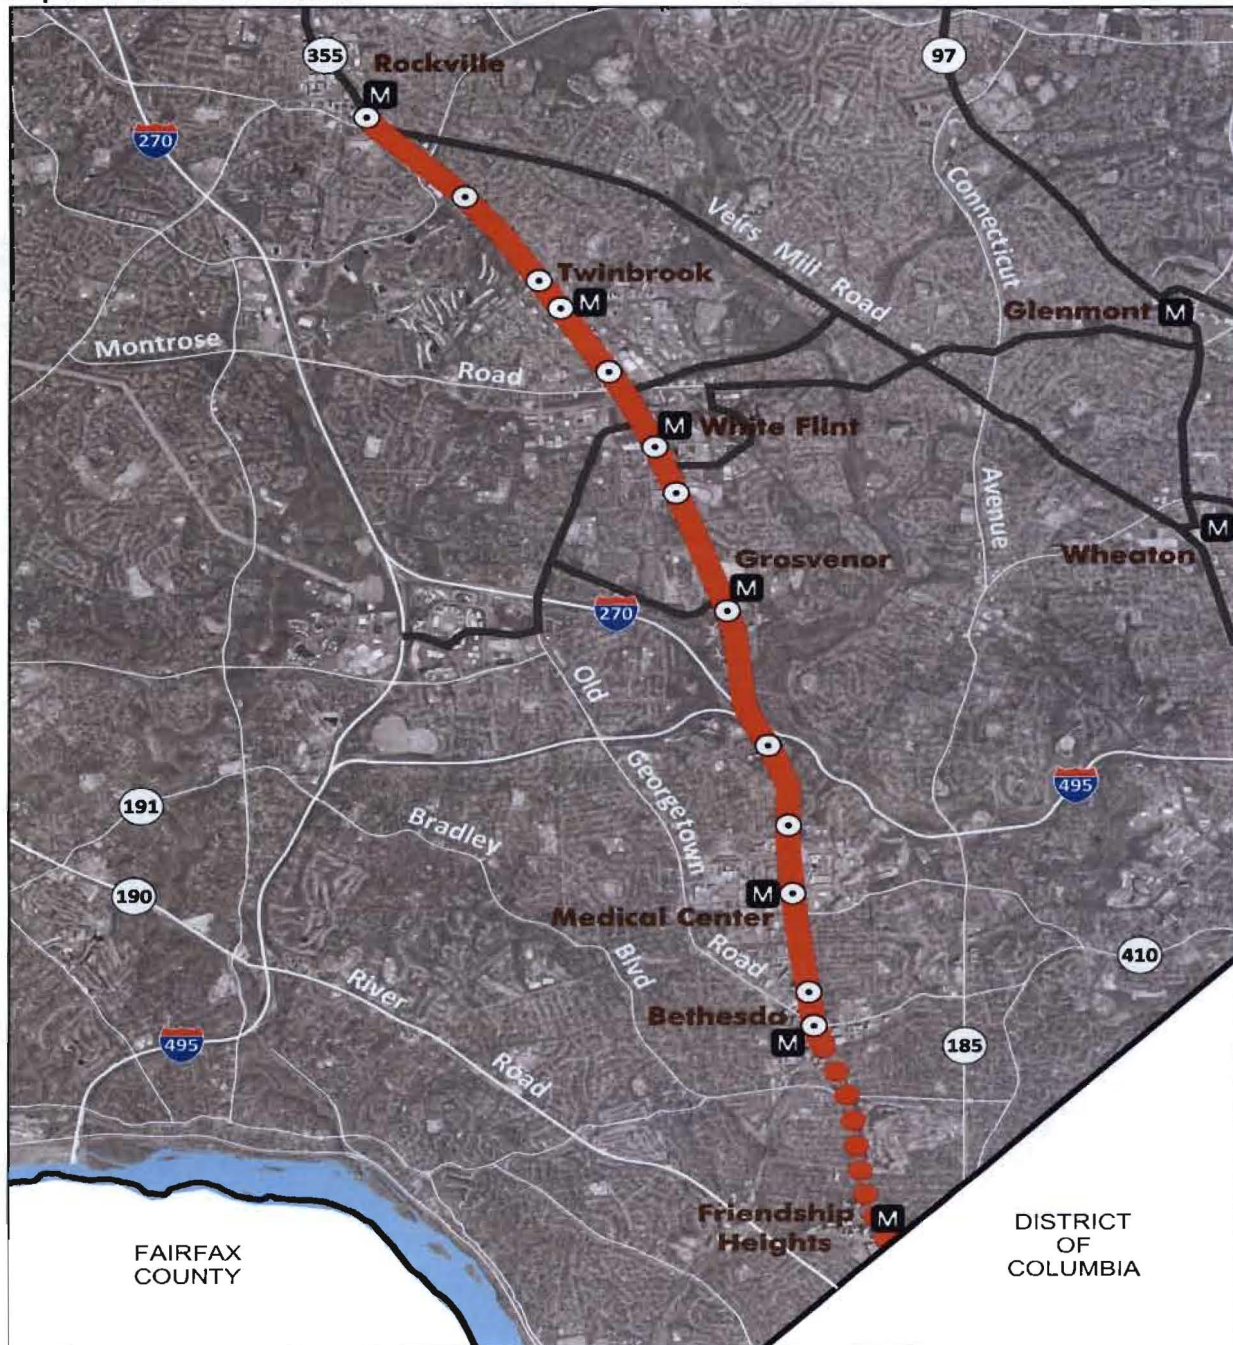 355
Rockville
M
97
270
Connecticut
Veirs Mill Road
Twinbrook
M
Glenmont M
Montrose
Road
M White Flint
Avenue
M
Wheaton
Grosvenor
M
270
Old
Georgetown
495
191
Bradley
190
M
Medical Center
Road
Blvd
410
River
Bethesda
M
495
185
Road
Friendship M
Heights
FAIRFAX
COUNTY
DISTRICT
OF
COLUMBIA